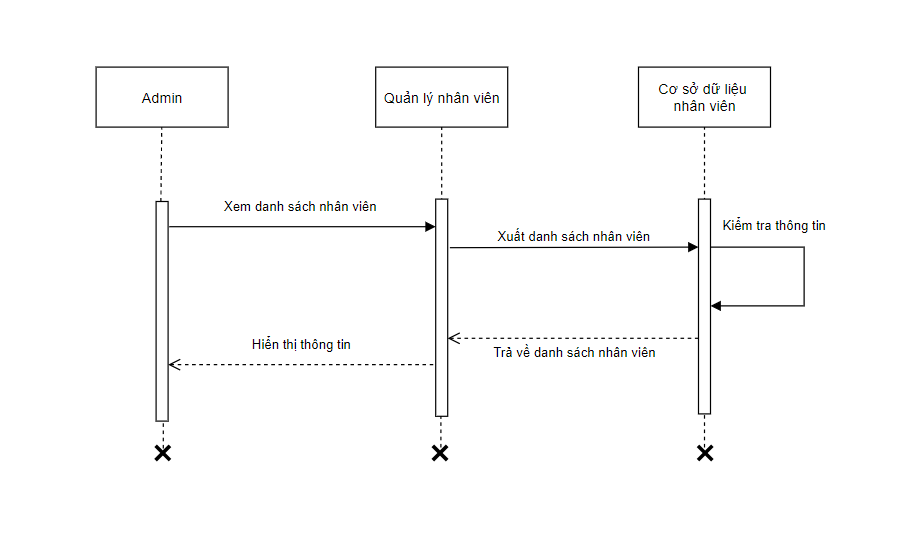 Admin
Quản lý nhân viên
Cơ sở dữ liệu
nhân viên
Xem danh sách nhân viên
Kiểm tra thông tin
Xuất danh sách nhân viên
Hiển thị thông tin
Trả về danh sách nhân viên